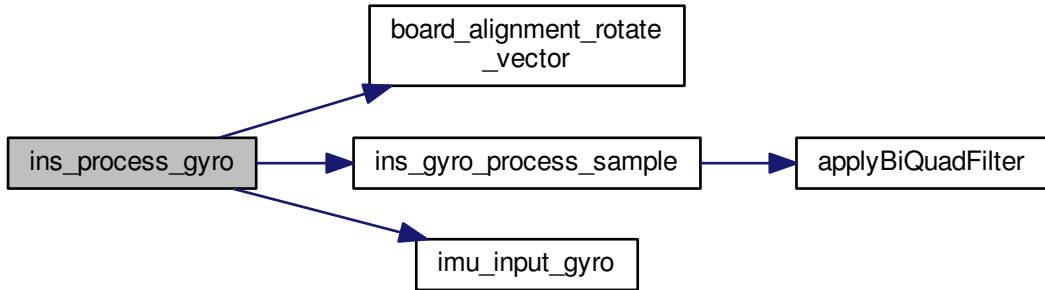 board_alignment_rotate
_vector
ins_process_gyro
ins_gyro_process_sample
applyBiQuadFilter
imu_input_gyro